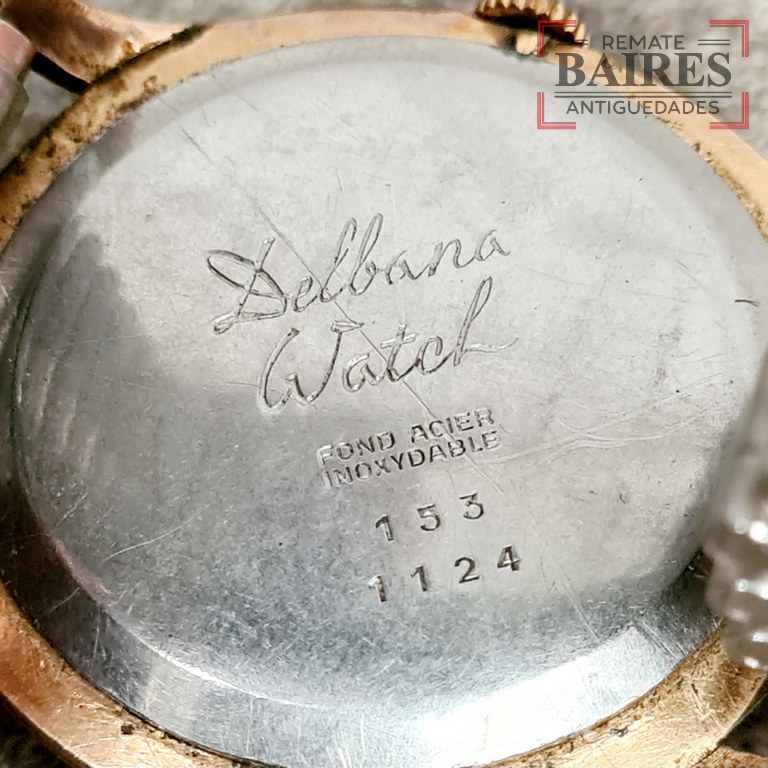 REMATE
BAIRES
ANTIGUEDADES
Delbana
Watch
FOND ACIER
INOXYDABLE
153
1124